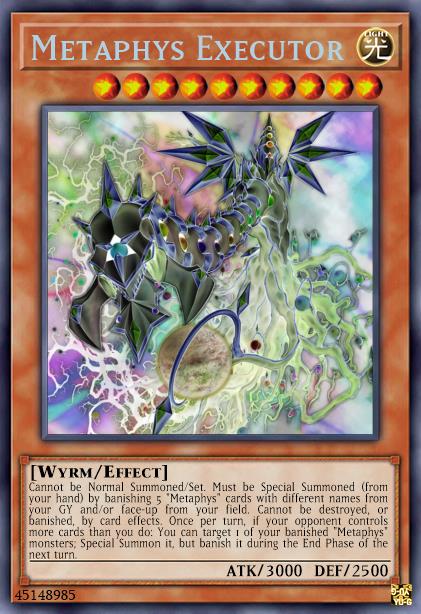 METAPHYS EXECUTOR
LIGHT
光
[WYRM/EFFECT]
Cannot be Normal Summoned/Set. Must be Special Summoned (from
your hand) by banishing 5 "Metaphys" cards with different names from
your GY and/or face-up from your field. Cannot be destroyed, or
banished, by card effects. Once per turn, if your opponent controls
more cards than you do: You can target 1 of your banished "Metaphys"
monsters; Special Summon it, but banish it during the End Phase of the
next turn.
ATK/3000 DEF/2500
45148985